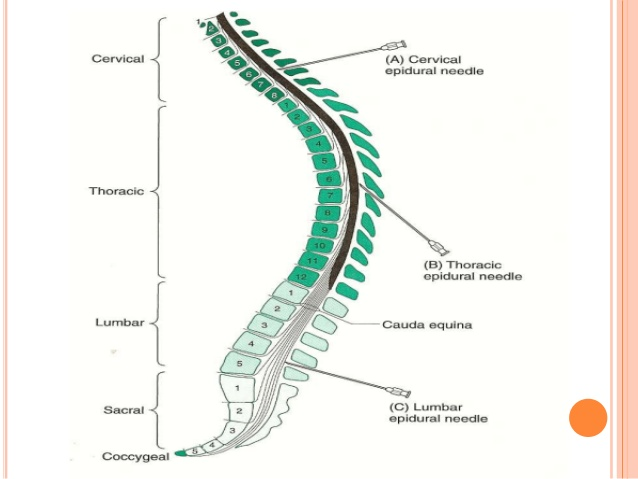 1
2
3
4
5
6
7
8
Cervical
(A) Cervical
epidural needle
1
2
3
4
5
6
7
8
9
10
11
12
Thoracic
(B) Thoracic
epidural needle
1
2
3
4
5
Lumbar
Cauda equina
1
2
3
4
5
Sacral
(C) Lumbar
epidural needle
Coccygeal